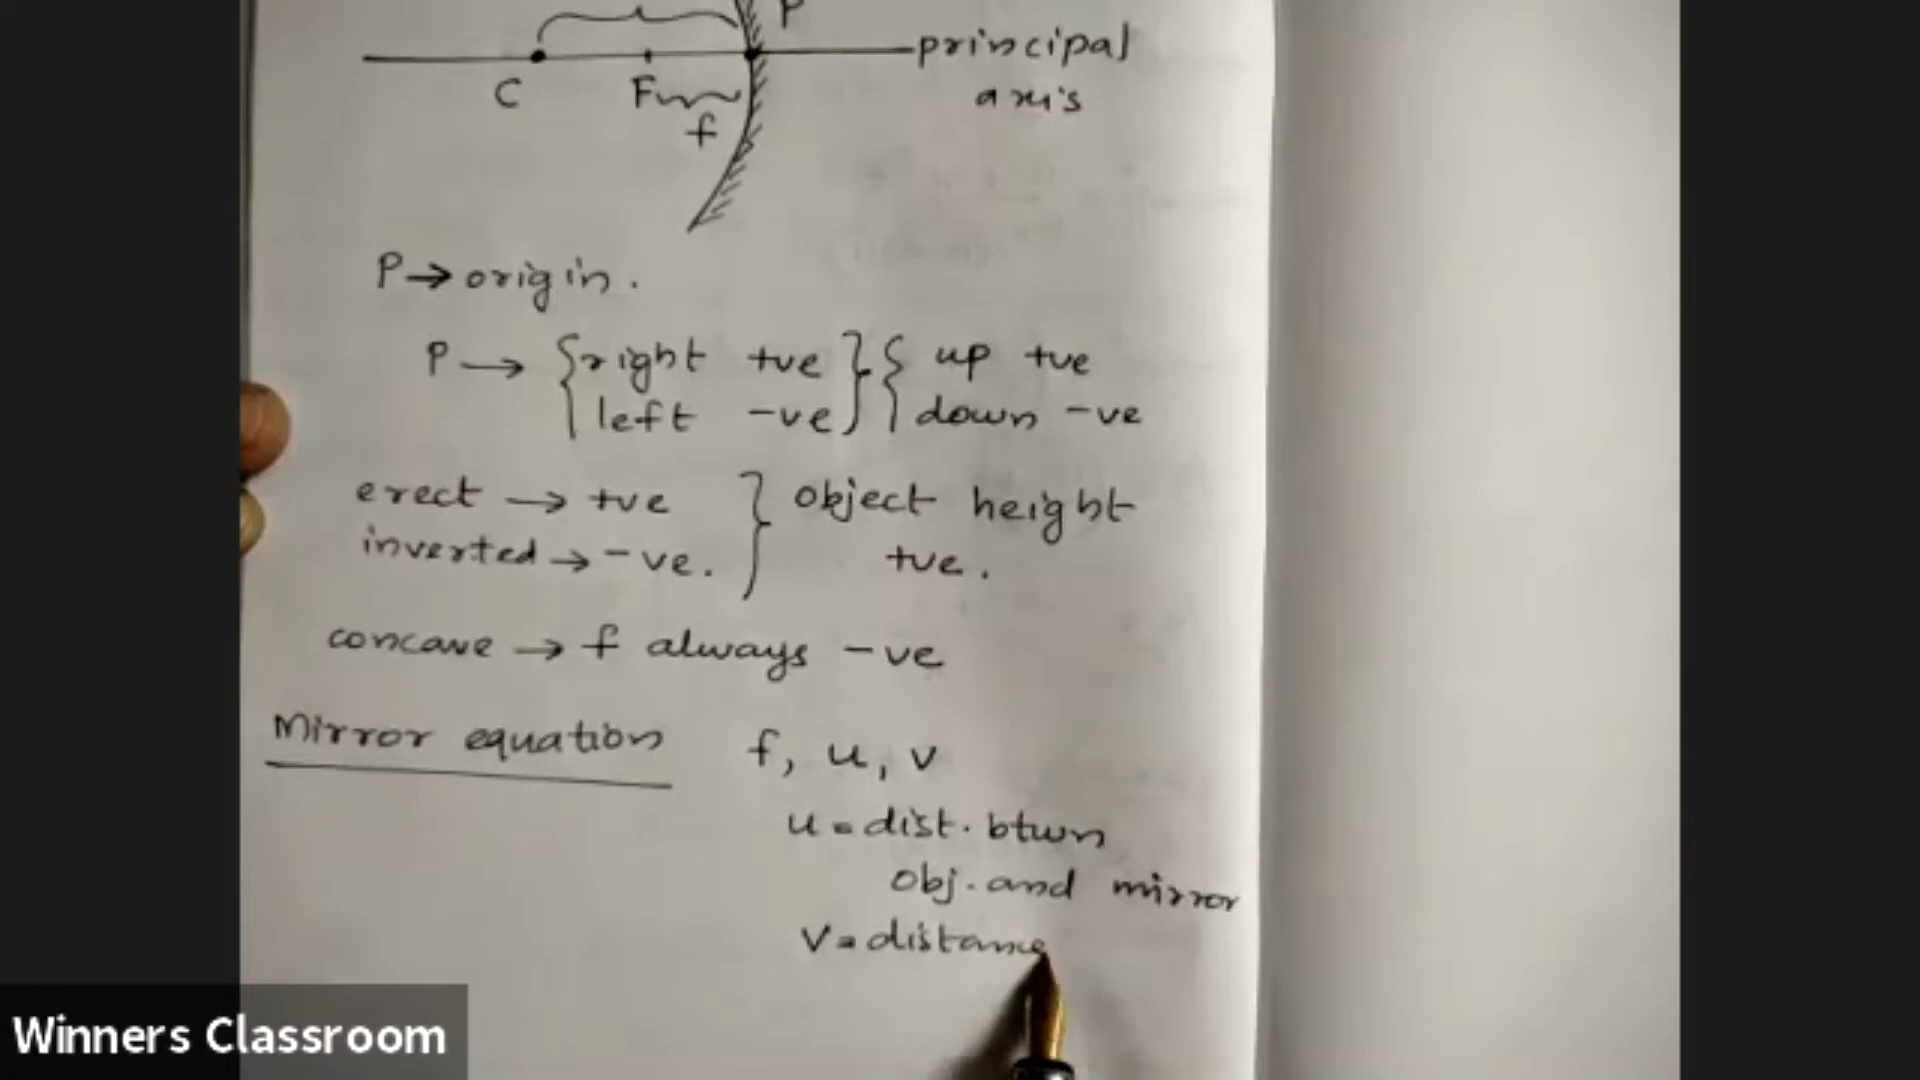 P
principal
axis
C F
f
P → origin.
P → { right +ve } { up +ve
left -ve down -ve
erect → +ve } object height
inverted → -ve. +ve.
concave → f always -ve
Mirror equation f, u, v
u = dist. btwn
obj. and mirror
v = distance
Winners Classroom